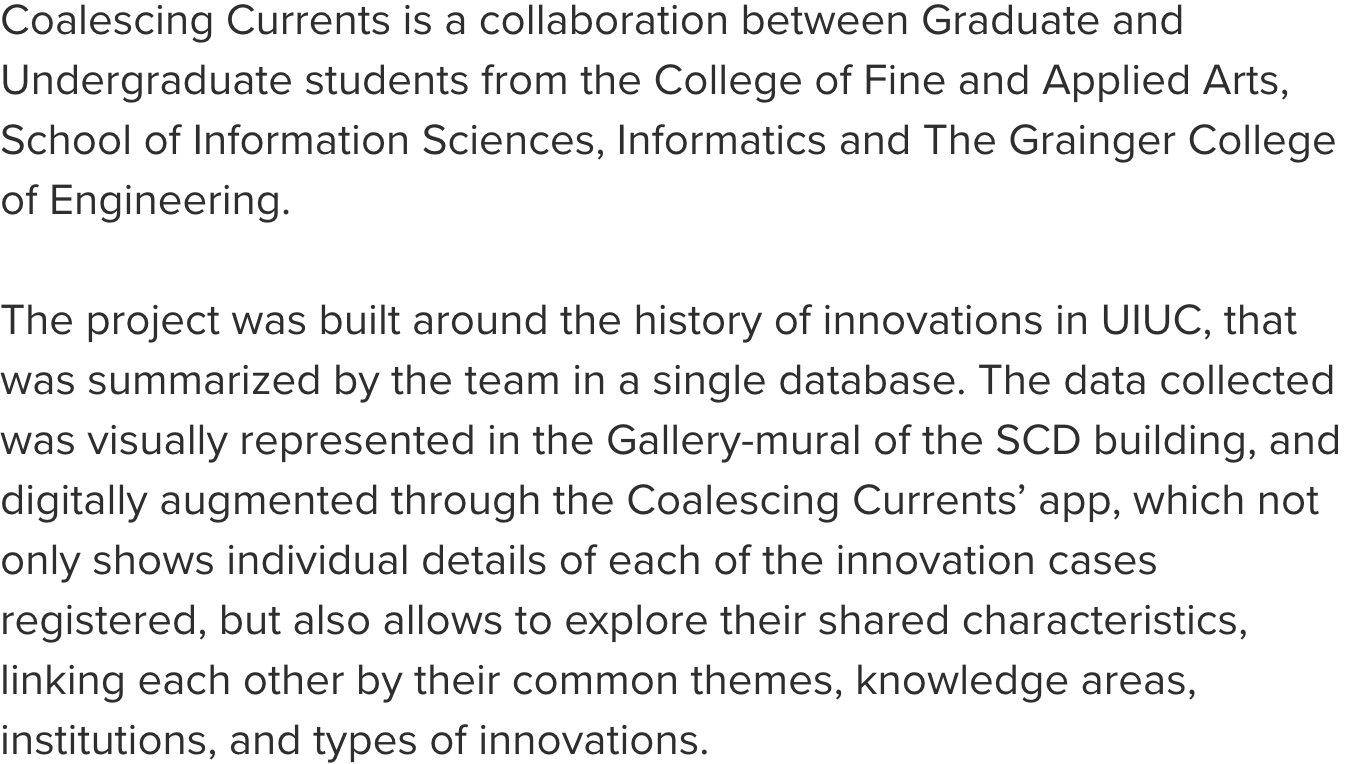 Coalescing Currents is a collaboration between Graduate and
Undergraduate students from the College of Fine and Applied Arts,
School of Information Sciences, Informatics and The Grainger College
of Engineering.
The project was built around the history of innovations in UIUC, that
was summarized by the team in a single database. The data collected
was visually represented in the Gallery-mural of the SCD building, and
digitally augmented through the Coalescing Currents’ app, which not
only shows individual details of each of the innovation cases
registered, but also allows to explore their shared characteristics,
linking each other by their common themes, knowledge areas,
institutions, and types of innovations.